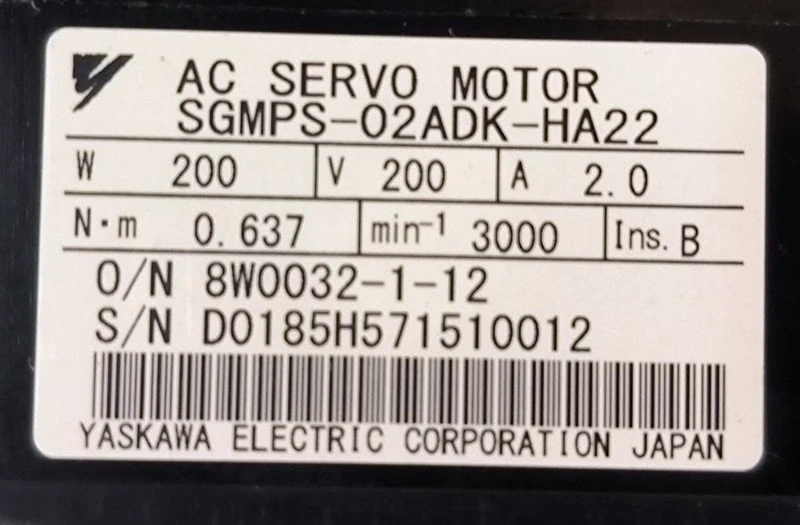 AC SERVO MOTOR
SGMPS-02ADK-HA22
W 200 V 200 A 2.0
N·m 0.637 min-1 3000 Ins. B
O/N 8W0032-1-12
S/N D0185H571510012
YASKAWA ELECTRIC CORPORATION JAPAN